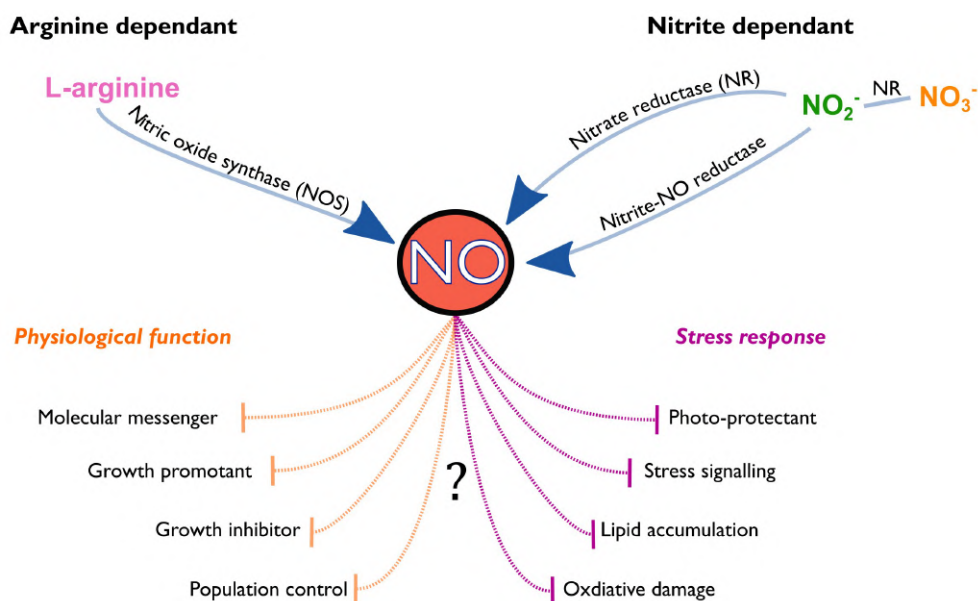 Arginine dependant
Nitrite dependant
L-arginine
Nitric oxide synthase (NOS)
Nitrate reductase (NR)
NO₂⁻
NR
NO₃⁻
Nitrite-NO reductase
NO
Physiological function
Stress response
Molecular messenger
Photo-protectant
Growth promotant
?
Stress signalling
Growth inhibitor
Lipid accumulation
Population control
Oxdiative damage